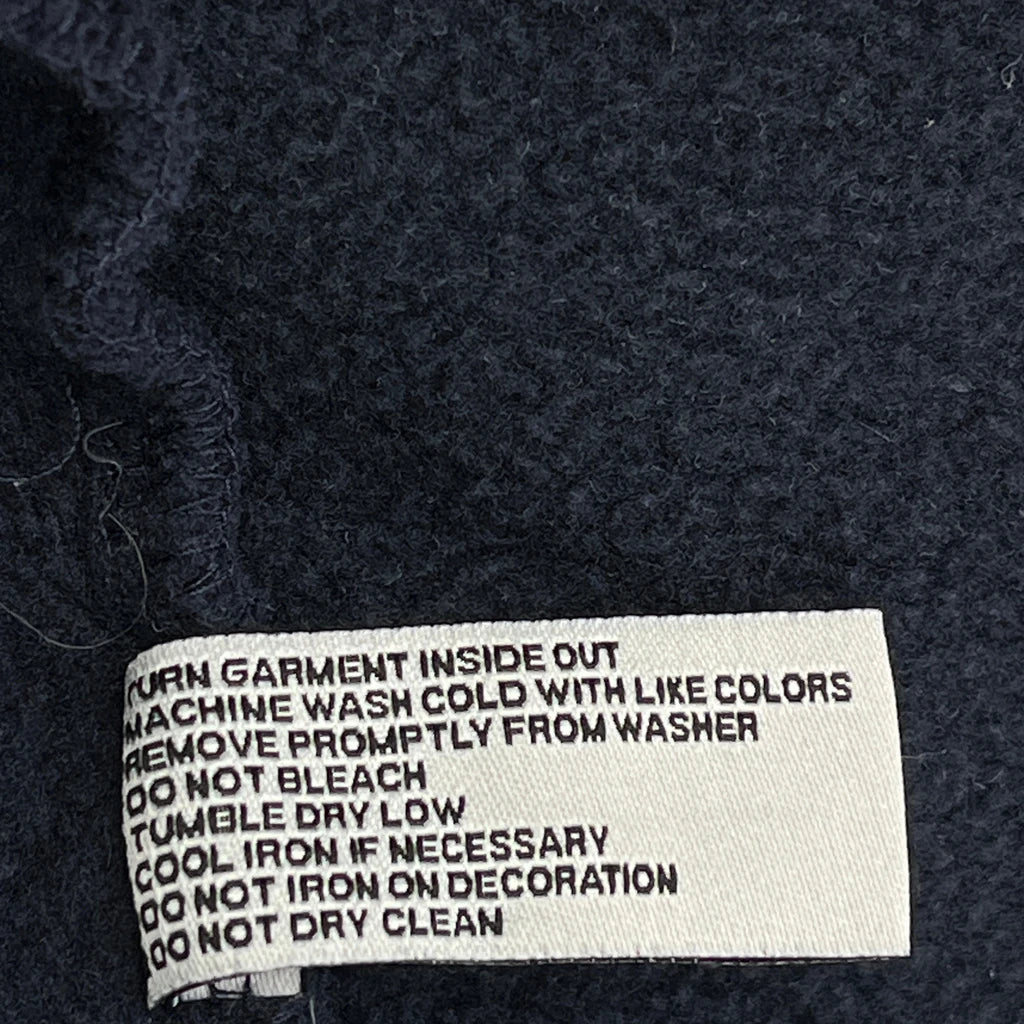 TURN GARMENT INSIDE OUT
MACHINE WASH COLD WITH LIKE COLORS
REMOVE PROMPTLY FROM WASHER
DO NOT BLEACH
TUMBLE DRY LOW
COOL IRON IF NECESSARY
DO NOT IRON ON DECORATION
DO NOT DRY CLEAN